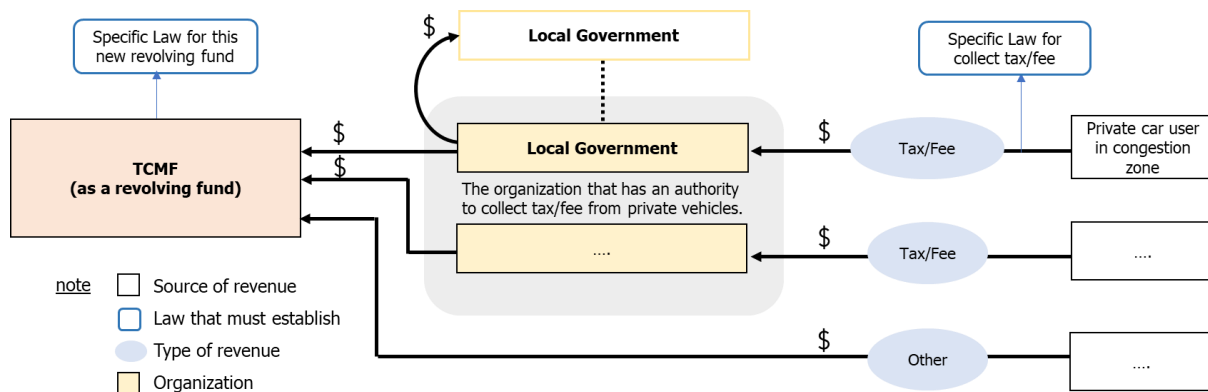 Specific Law for this
new revolving fund
$
Local Government
Specific Law for
collect tax/fee
TCMF
(as a revolving fund)
$
$
Local Government
$
Tax/Fee
Private car user
in congestion
zone
The organization that has an authority
to collect tax/fee from private vehicles.
….
$
Tax/Fee
….
note
Source of revenue
Law that must establish
Type of revenue
Organization
$
Other
….